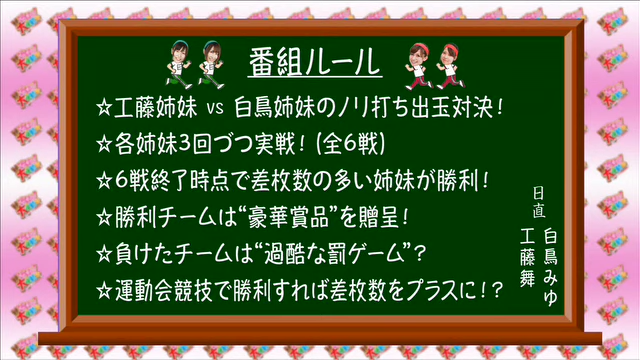 番組ルール
☆工藤姉妹 VS 白鳥姉妹のノリ打ち出玉対決!
☆各姉妹3回づつ実戦! (全6戦)
☆6戦終了時点で差枚数の多い姉妹が勝利!
☆勝利チームは“豪華賞品”を贈呈!
☆負けたチームは“過酷な罰ゲーム”?
☆運動会競技で勝利すれば差枚数をプラスに!?
日直
白鳥みゆ
工藤舞